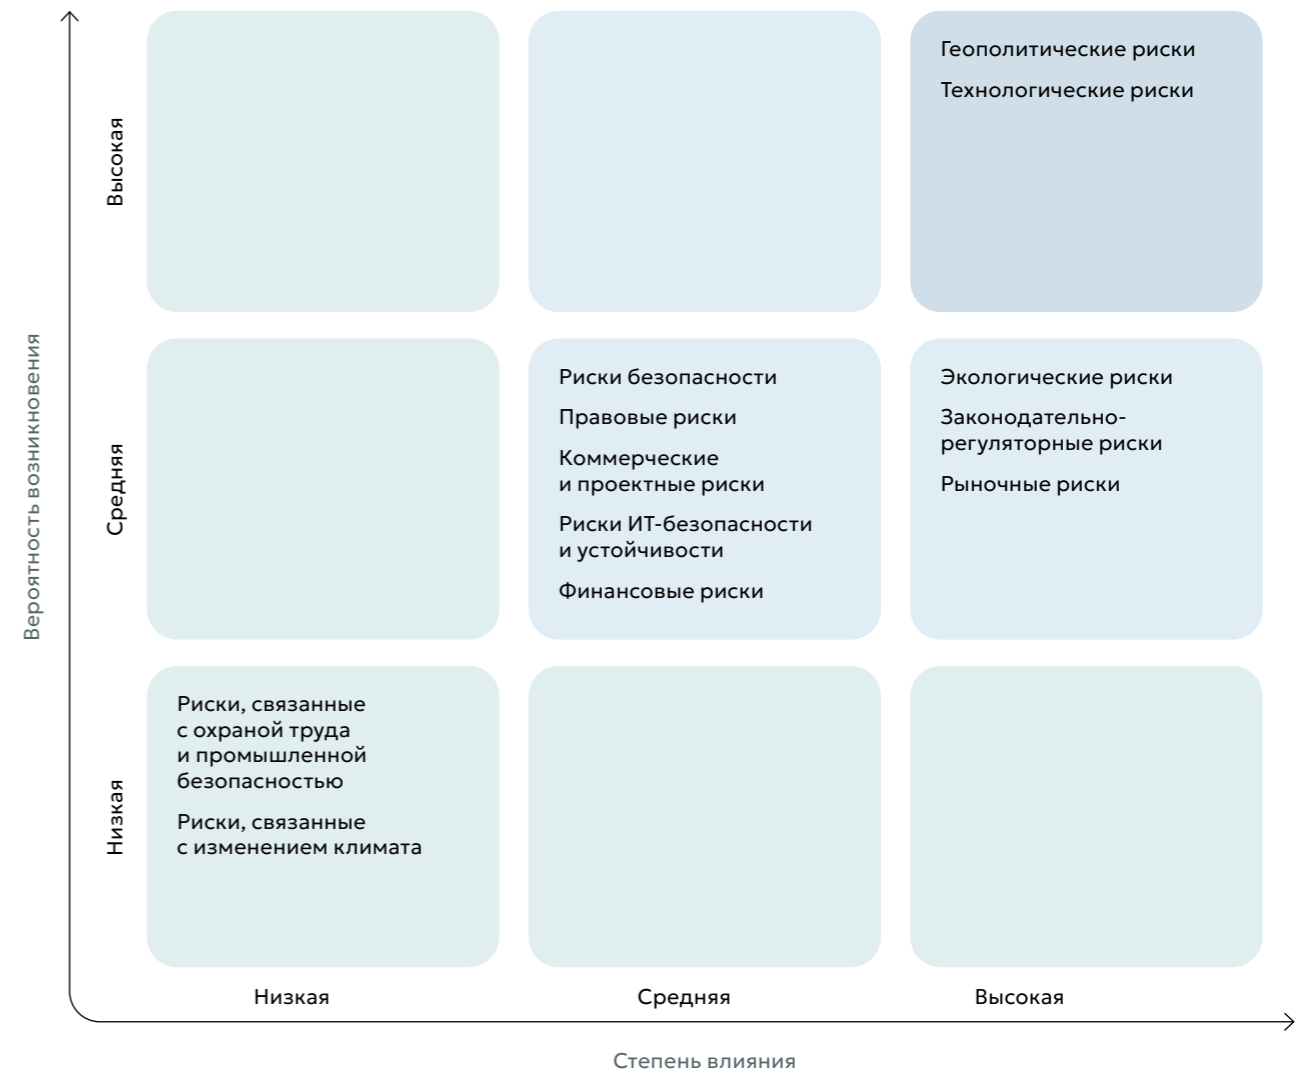 Вероятность возникновения
Высокая
Геополитические риски
Технологические риски
Средняя
Риски безопасности
Правовые риски
Коммерческие
и проектные риски
Риски ИТ-безопасности
и устойчивости
Финансовые риски
Экологические риски
Законодательно-
регуляторные риски
Рыночные риски
Низкая
Риски, связанные
с охраной труда
и промышленной
безопасностью
Риски, связанные
с изменением климата
Низкая
Средняя
Высокая
Степень влияния